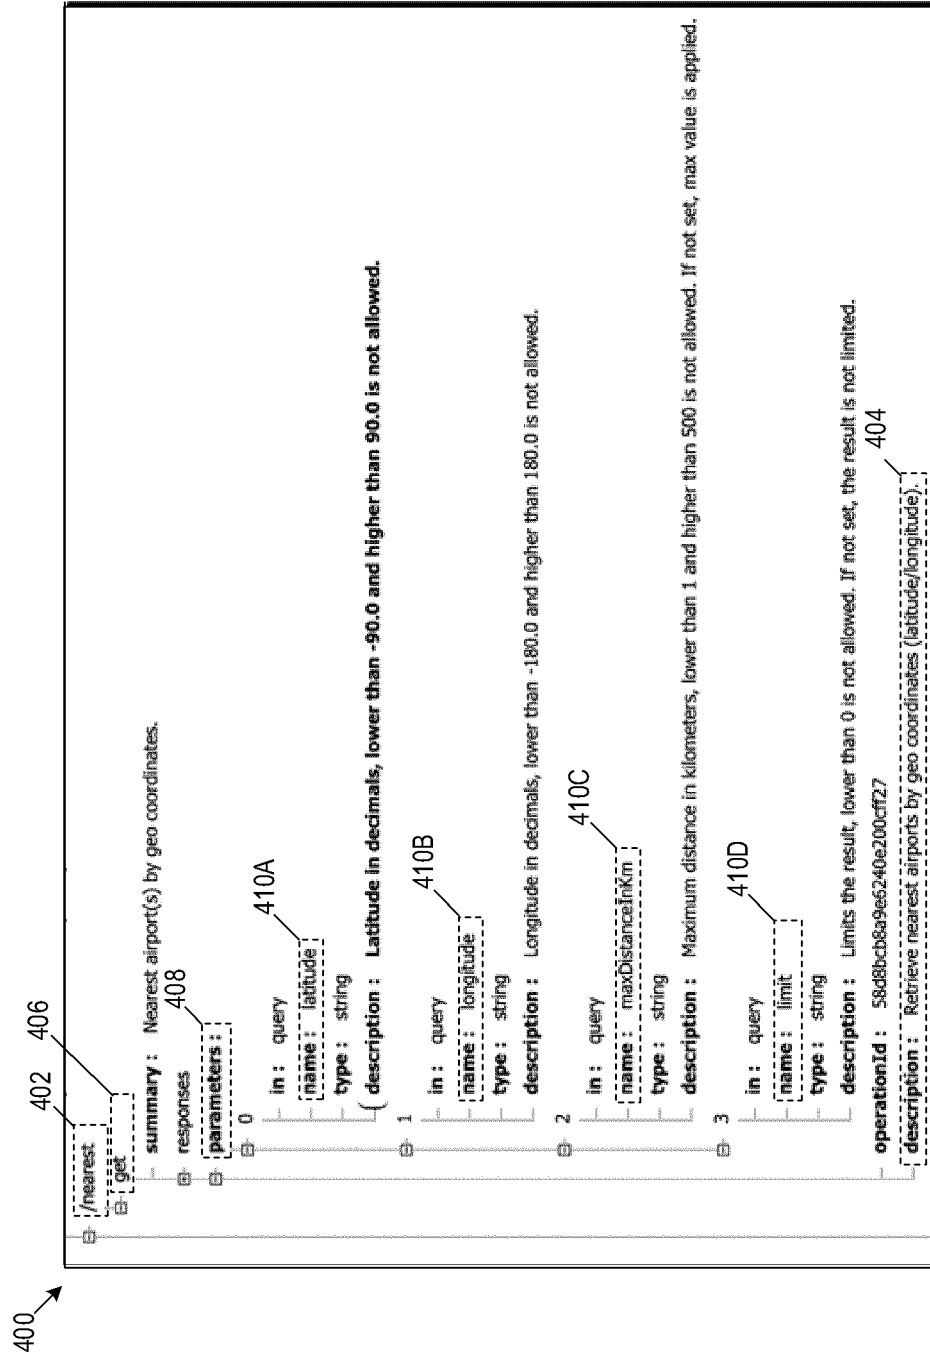 400
402
406
/nearest
get
summary : Nearest airport(s) by geo coordinates.
responses
408
parameters :
0
in : query
410A
name : latitude
type : string
( description : Latitude in decimals, lower than -90.0 and higher than 90.0 is not allowed.
1
in : query
410B
name : longitude
type : string
description : Longitude in decimals, lower than -180.0 and higher than 180.0 is not allowed.
2
in : query
410C
name : maxDistanceInKm
type : string
description : Maximum distance in kilometers, lower than 1 and higher than 500 is not allowed. If not set, max value is applied.
3
in : query
410D
name : limit
type : string
description : Limits the result, lower than 0 is not allowed. If not set, the result is not limited.
operationId : 58d8bcb8a9e6240e200cff27
404
description : Retrieve nearest airports by geo coordinates (latitude/longitude).